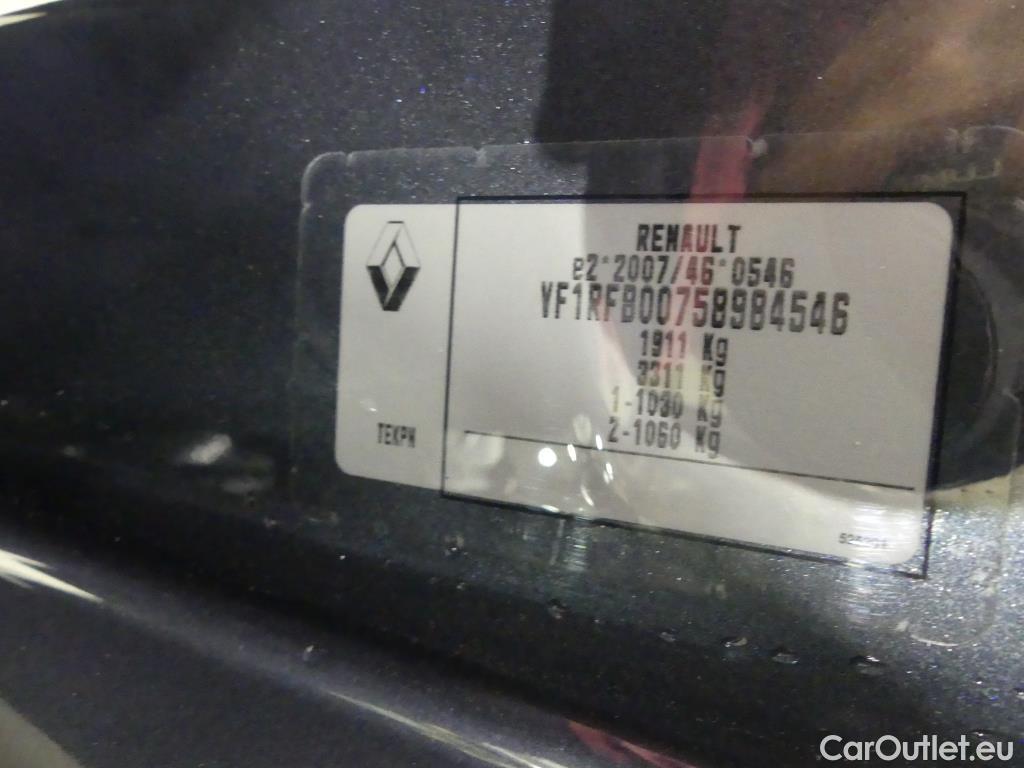 RENAULT
e2*2007/46*0546
VF1RFB00758984546
1911 Kg
3311 Kg
1-1030 Kg
2-1060 Kg
TEKPN
CarOutlet.eu